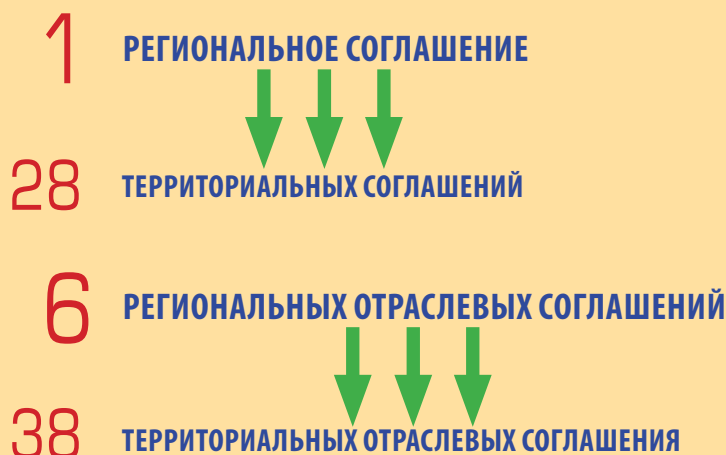 1 РЕГИОНАЛЬНОЕ СОГЛАШЕНИЕ
28 ТЕРРИТОРИАЛЬНЫХ СОГЛАШЕНИЙ
6 РЕГИОНАЛЬНЫХ ОТРАСЛЕВЫХ СОГЛАШЕНИЙ
38 ТЕРРИТОРИАЛЬНЫХ ОТРАСЛЕВЫХ СОГЛАШЕНИЯ